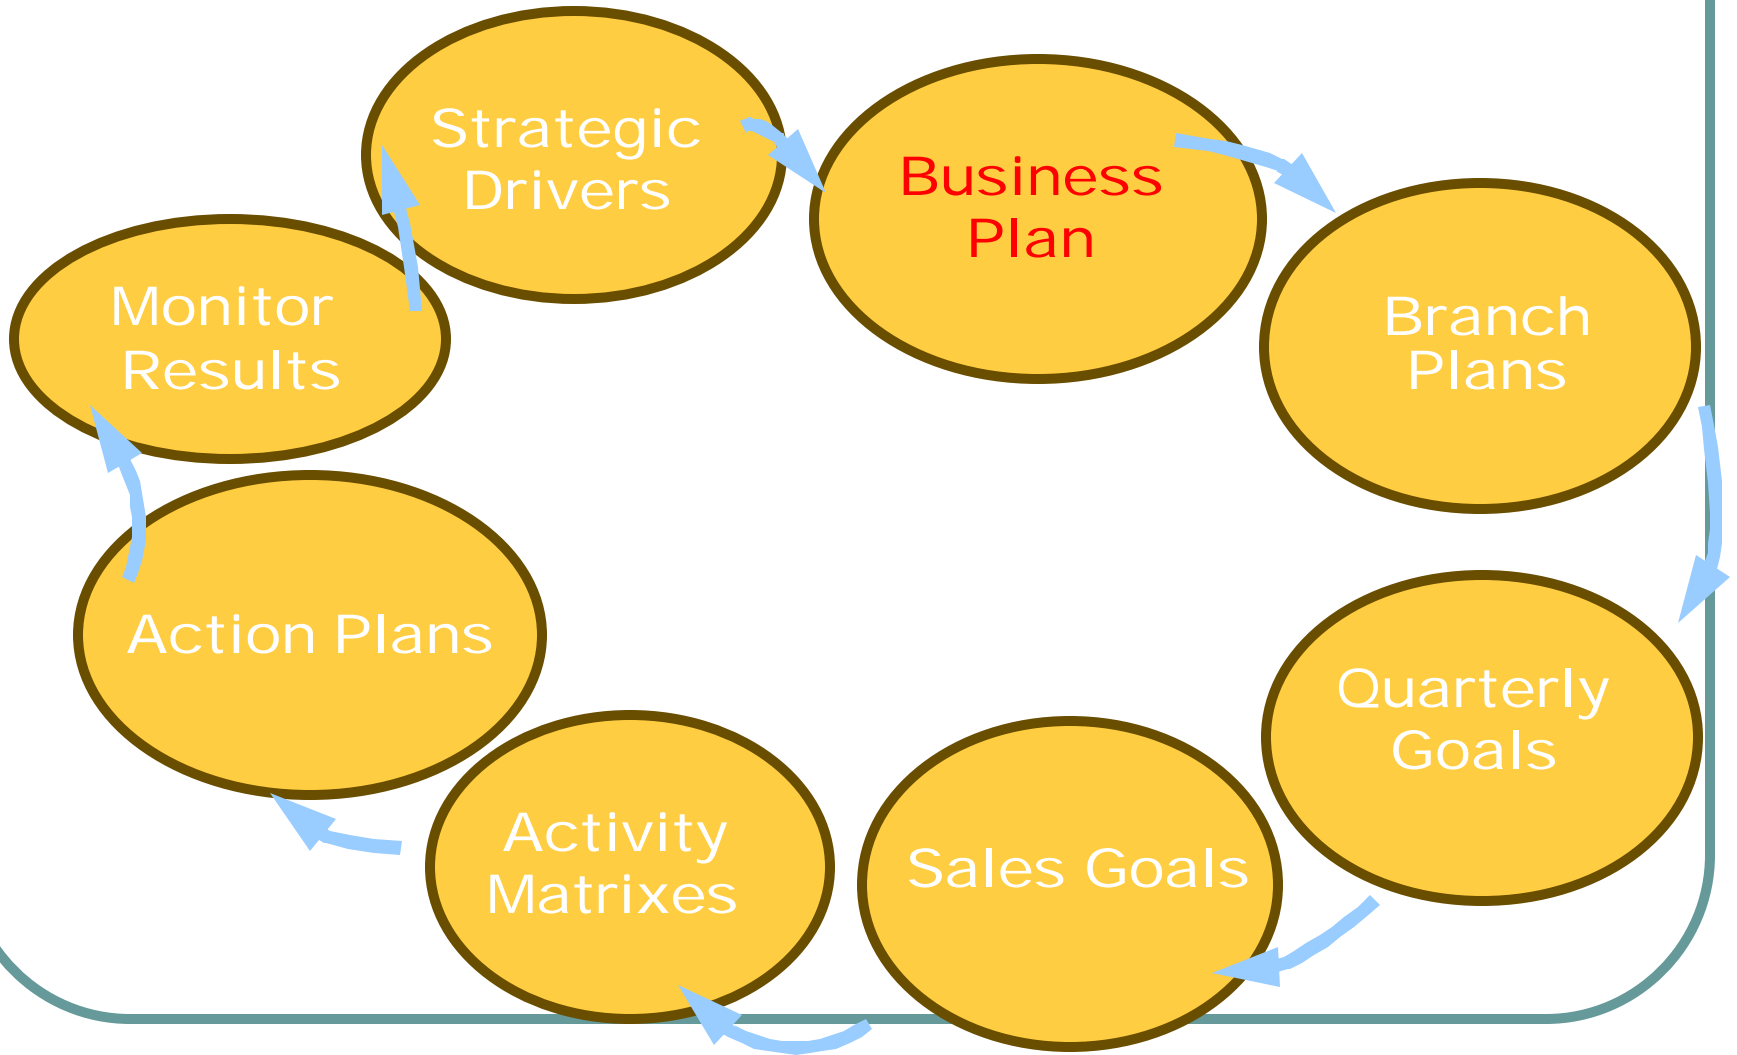 Strategic
Drivers
Business
Plan
Branch
Plans
Quarterly
Goals
Sales Goals
Activity
Matrixes
Action Plans
Monitor
Results